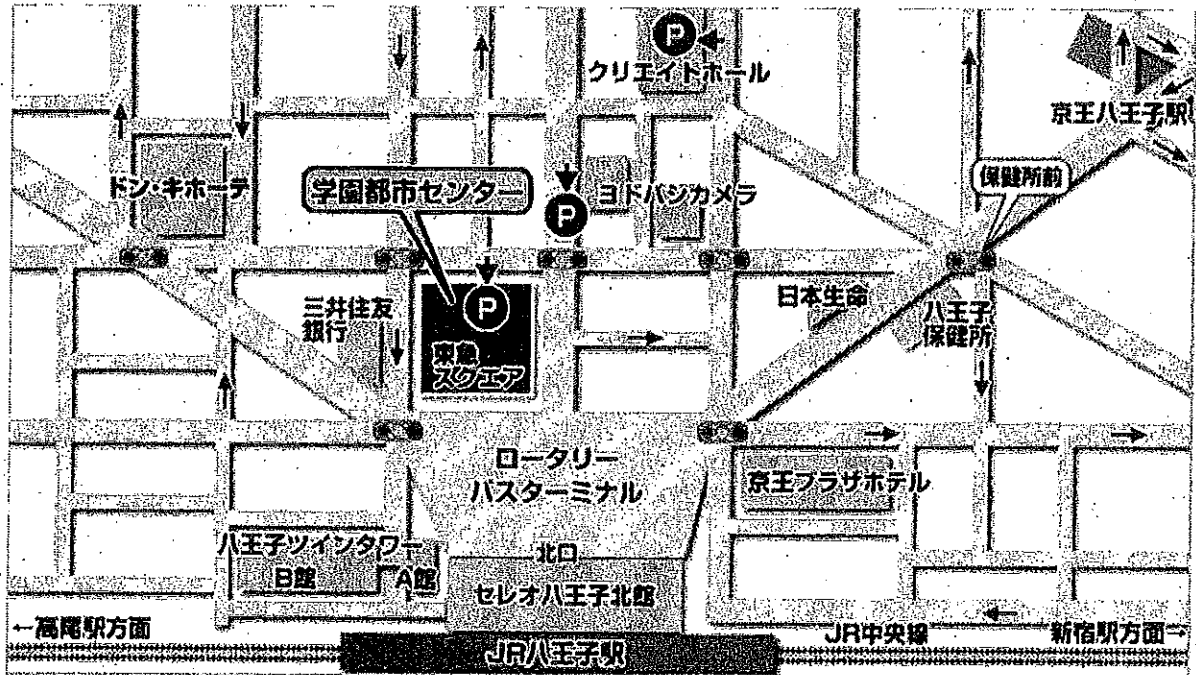 P
クリエイトホール
京王八王子駅
ドン・キホーテ
学園都市センター
P
ヨドバシカメラ
保健所前
三井住友
銀行
P
東急
スクエア
日本生命
八王子
保健所
ロータリー
バスターミナル
京王プラザホテル
八王子ツインタワー
B館
A館
北口
セレオ八王子北館
←高尾駅方面
JR八王子駅
JR中央線
新宿駅方面→